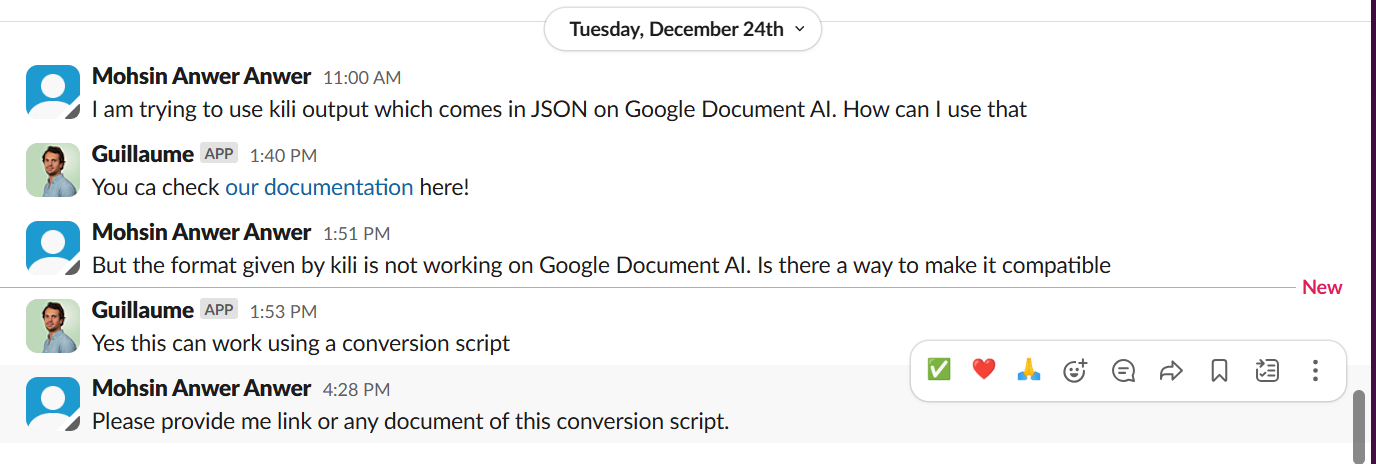 Tuesday, December 24th
Mohsin Anwer Anwer 11:00 AM
I am trying to use kili output which comes in JSON on Google Document AI. How can I use that
Guillaume APP 1:40 PM
You ca check our documentation here!
Mohsin Anwer Anwer 1:51 PM
But the format given by kili is not working on Google Document AI. Is there a way to make it compatible
New
Guillaume APP 1:53 PM
Yes this can work using a conversion script
Mohsin Anwer Anwer 4:28 PM
Please provide me link or any document of this conversion script.